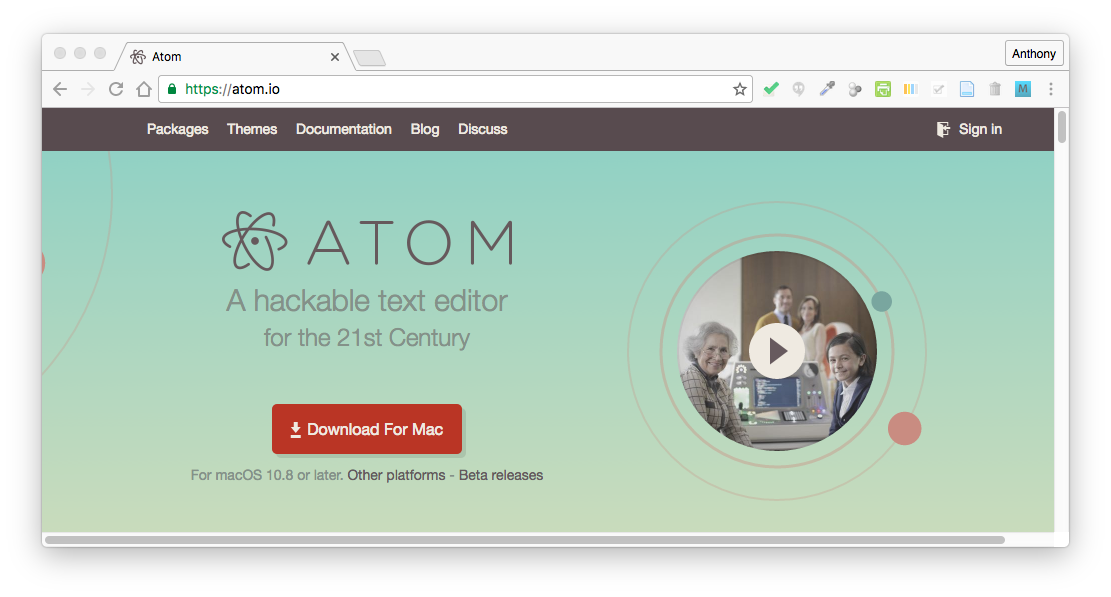 Atom
Anthony
https://atom.io
M
Packages Themes Documentation Blog Discuss Sign in
ATOM
A hackable text editor
for the 21st Century
Download For Mac
For macOS 10.8 or later. Other platforms - Beta releases